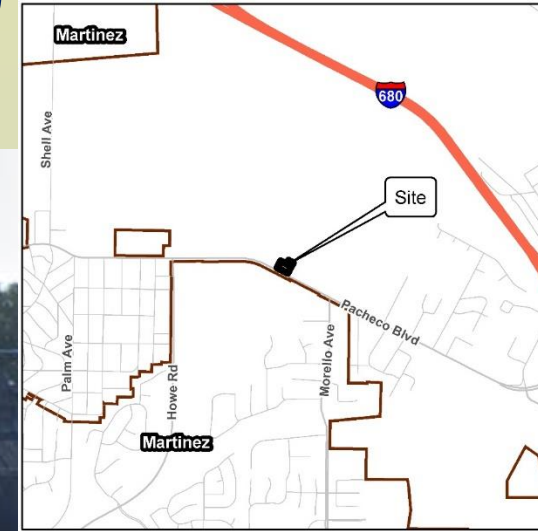 Martinez
680
Shell Ave
Site
Pacheco Blvd
Palm Ave
Howe Rd
Morello Ave
Martinez